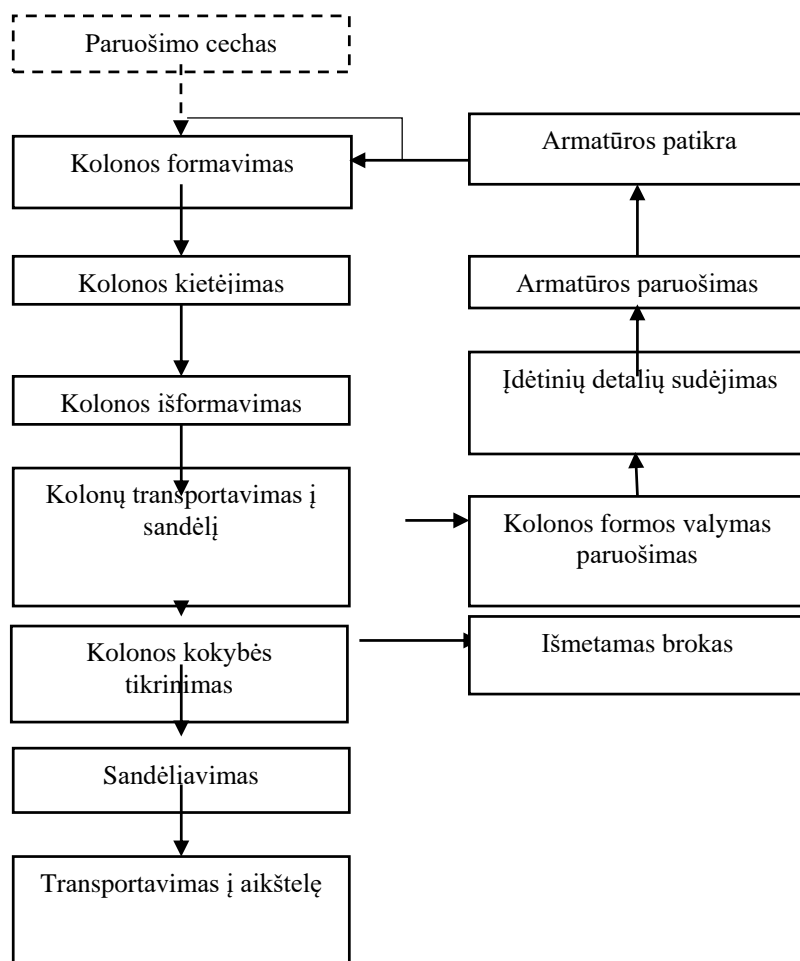 Paruošimo cechas
Kolonos formavimas
Armatūros patikra
Kolonos kietėjimas
Armatūros paruošimas
Kolonos išformavimas
Įdėtinių detalių sudėjimas
Kolonų transportavimas į
sandėlį
Kolonos formos valymas
paruošimas
Kolonos kokybės
tikrinimas
Išmetamas brokas
Sandėliavimas
Transportavimas į aikštelę